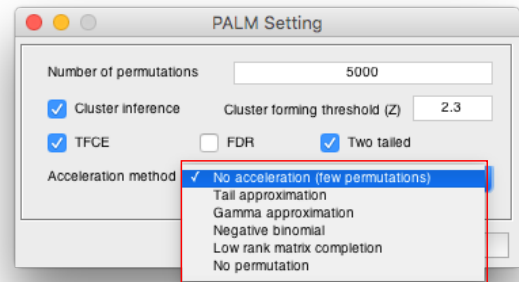 PALM Setting
Number of permutations 5000
Cluster inference Cluster forming threshold (Z) 2.3
TFCE FDR Two tailed
Acceleration method No acceleration (few permutations)
Tail approximation
Gamma approximation
Negative binomial
Low rank matrix completion
No permutation